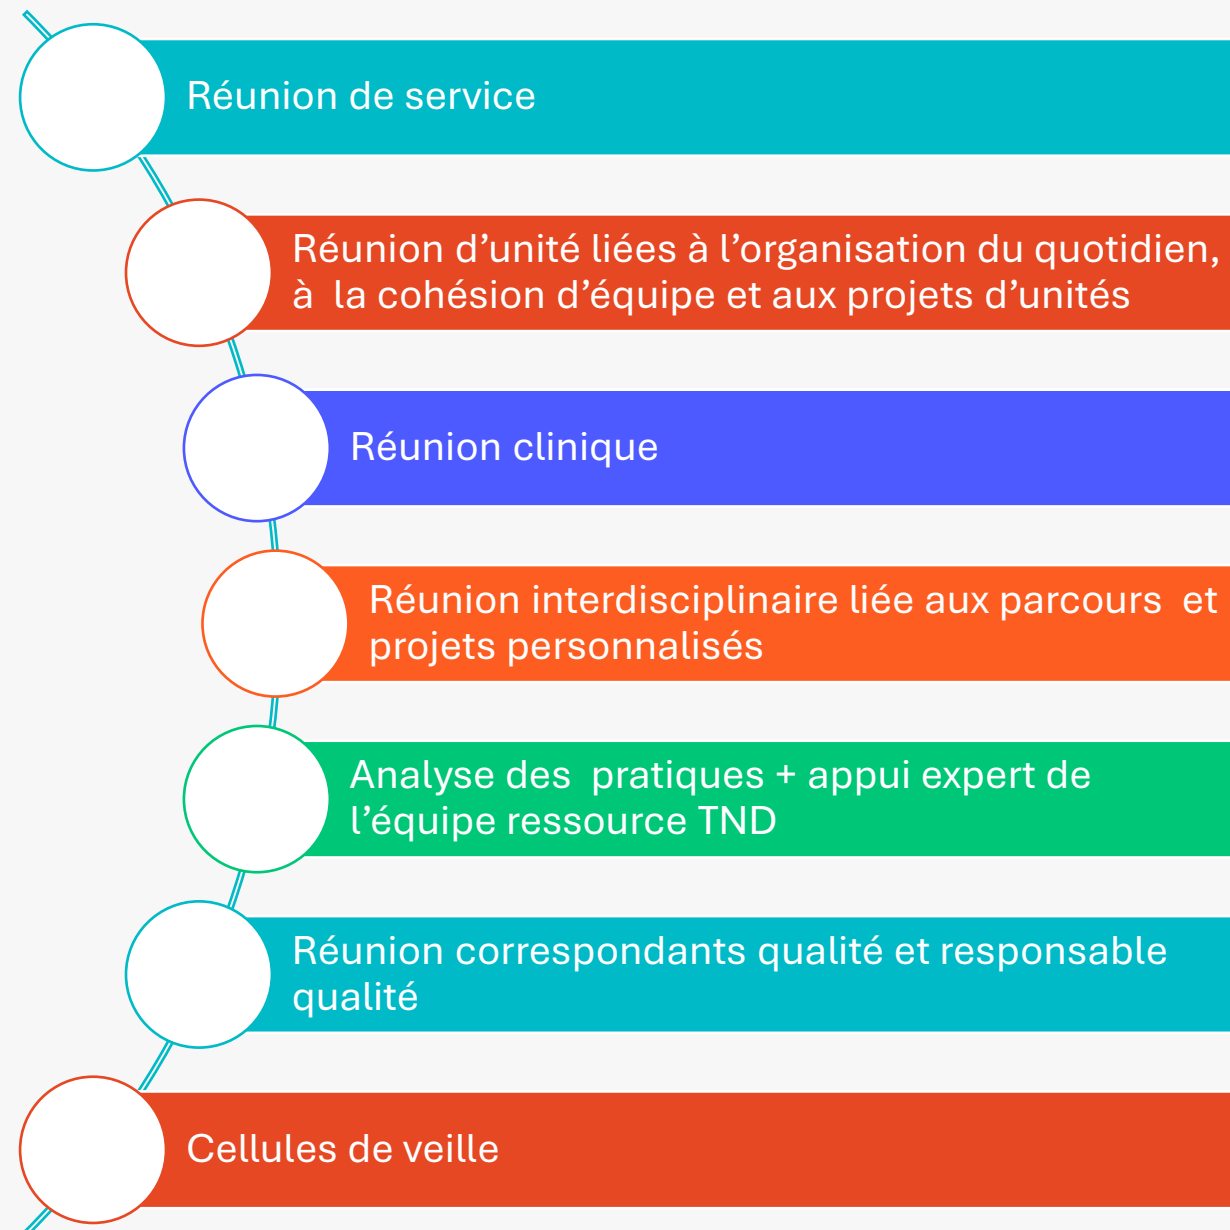 Réunion de service
Réunion d’unité liées à l’organisation du quotidien,
à  la cohésion d’équipe et aux projets d’unités
Réunion clinique
Réunion interdisciplinaire liée aux parcours  et
projets personnalisés
Analyse des  pratiques + appui expert de
l’équipe ressource TND
Réunion correspondants qualité et responsable
qualité
Cellules de veille